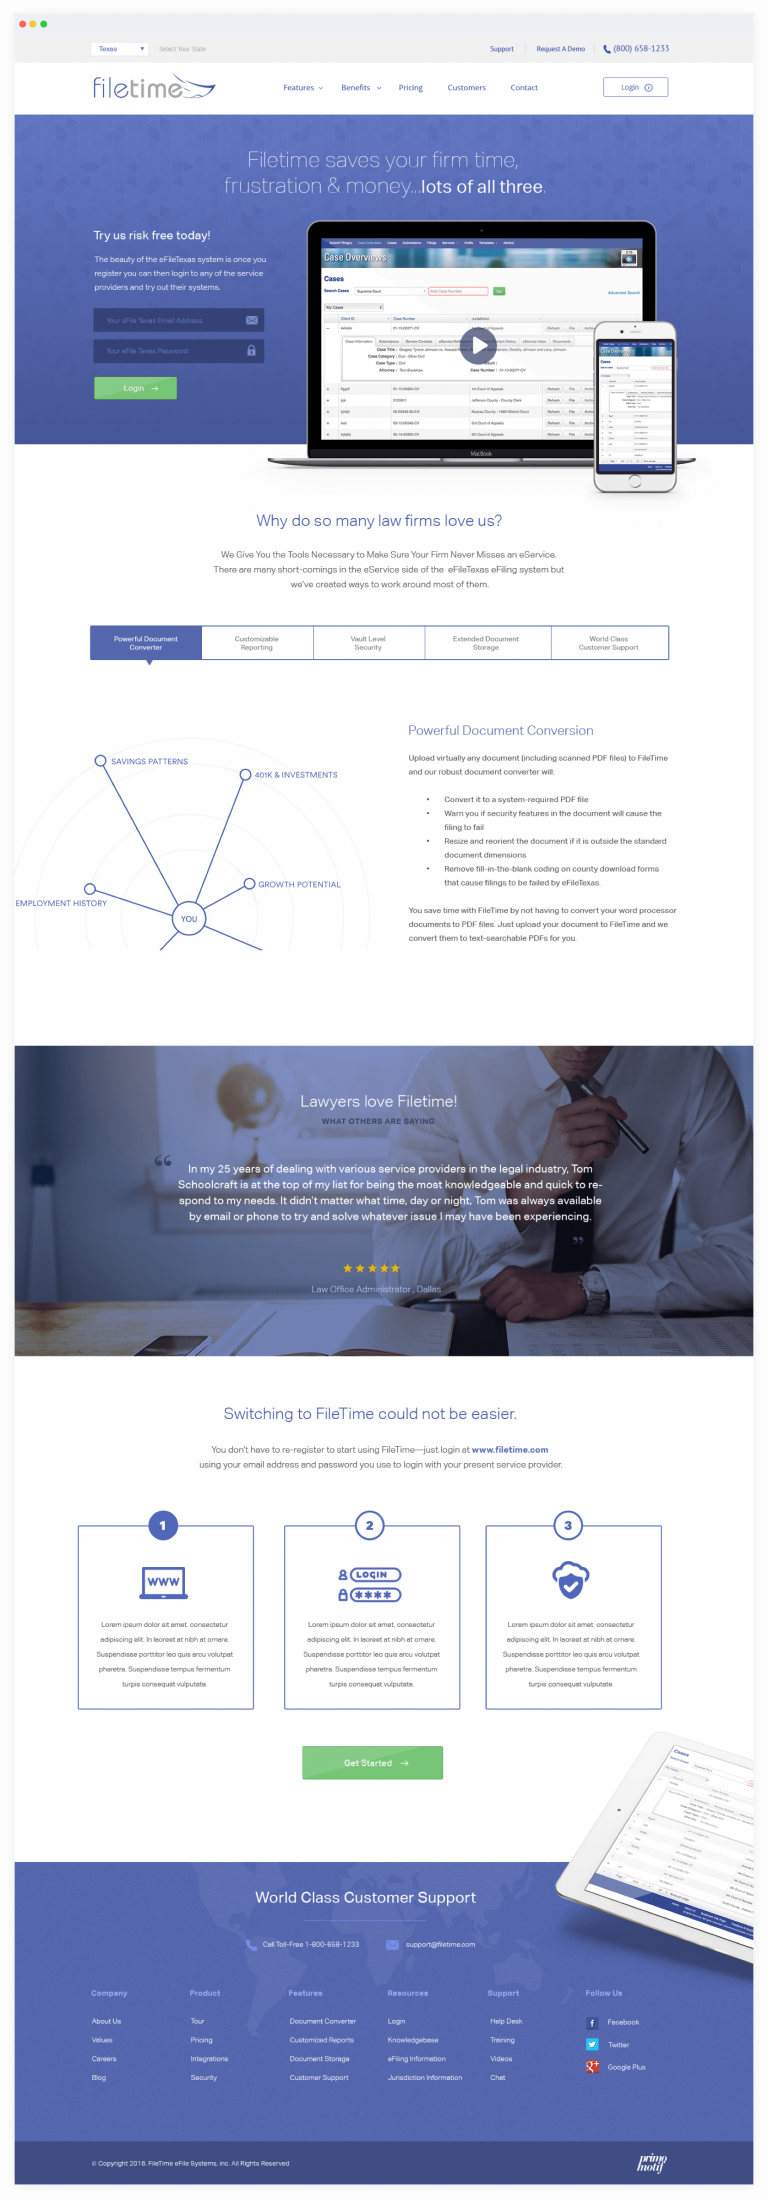 Texas
Select Your State
Support
Request A Demo
(800) 658-1233
filetime
Features
Benefits
Pricing
Customers
Contact
Login
Filetime saves your firm time,
frustration & money...lots of all three.
Try us risk free today!
The beauty of the eFileTexas system is once you
register you can then login to any of the service
providers and try out their systems.
Your eFile Texas Email Address
Your eFile Texas Password
Login
Case Overviews
Cases
Search Cases
Supreme Court
Add Case Number
Advanced Search
My Cases
Client ID
Case Number
Jurisdiction
MacBook
Why do so many law firms love us?
We Give You the Tools Necessary to Make Sure Your Firm Never Misses an eService.
There are many short-comings in the eService side of the eFileTexas eFiling system but
we've created ways to work around most of them.
Powerful Document
Converter
Customizable
Reporting
Vault Level
Security
Extended Document
Storage
World Class
Customer Support
SAVINGS PATTERNS
401K & INVESTMENTS
GROWTH POTENTIAL
EMPLOYMENT HISTORY
YOU
Powerful Document Conversion
Upload virtually any document (including scanned PDF files) to FileTime
and our robust document converter will:
• Convert it to a system-required PDF file
• Warn you if security features in the document will cause the
filing to fail
• Resize and reorient the document if it is outside the standard
document dimensions
• Remove fill-in-the-blank coding on county download forms
that cause filings to be failed by eFileTexas.
You save time with FileTime by not having to convert your word processor
documents to PDF files. Just upload your document to FileTime and we
convert them to text-searchable PDFs for you.
Lawyers love Filetime!
WHAT OTHERS ARE SAYING
“ In my 25 years of dealing with various service providers in the legal industry, Tom
Schoolcraft is at the top of my list for being the most knowledgeable and quick to re-
spond to my needs. It didn't matter what time, day or night, Tom was always available
by email or phone to try and solve whatever issue I may have been experiencing.
”
Law Office Administrator , Dallas
Switching to FileTime could not be easier.
You don't have to re-register to start using FileTime—just login at www.filetime.com
using your email address and password you use to login with your present service provider.
1
WWW
Lorem ipsum dolor sit amet, consectetur
adipiscing elit. In laoreet at nibh at ornare.
Suspendisse porttitor leo quis arcu volutpat
pharetra. Suspendisse tempus fermentum
turpis consequat vulputate.
2
LOGIN
****
Lorem ipsum dolor sit amet, consectetur
adipiscing elit. In laoreet at nibh at ornare.
Suspendisse porttitor leo quis arcu volutpat
pharetra. Suspendisse tempus fermentum
turpis consequat vulputate.
3
Lorem ipsum dolor sit amet, consectetur
adipiscing elit. In laoreet at nibh at ornare.
Suspendisse porttitor leo quis arcu volutpat
pharetra. Suspendisse tempus fermentum
turpis consequat vulputate.
Get Started
Cases
World Class Customer Support
Call Toll-Free 1-800-658-1233
support@filetime.com
Company
About Us
Values
Careers
Blog
Product
Tour
Pricing
Integrations
Security
Features
Document Converter
Customized Reports
Document Storage
Customer Support
Resources
Login
Knowledgebase
eFiling Information
Jurisdiction Information
Support
Help Desk
Training
Videos
Chat
Follow Us
Facebook
Twitter
Google Plus
© Copyright 2016, FileTime eFile Systems, inc. All Rights Reserved
primo
motif